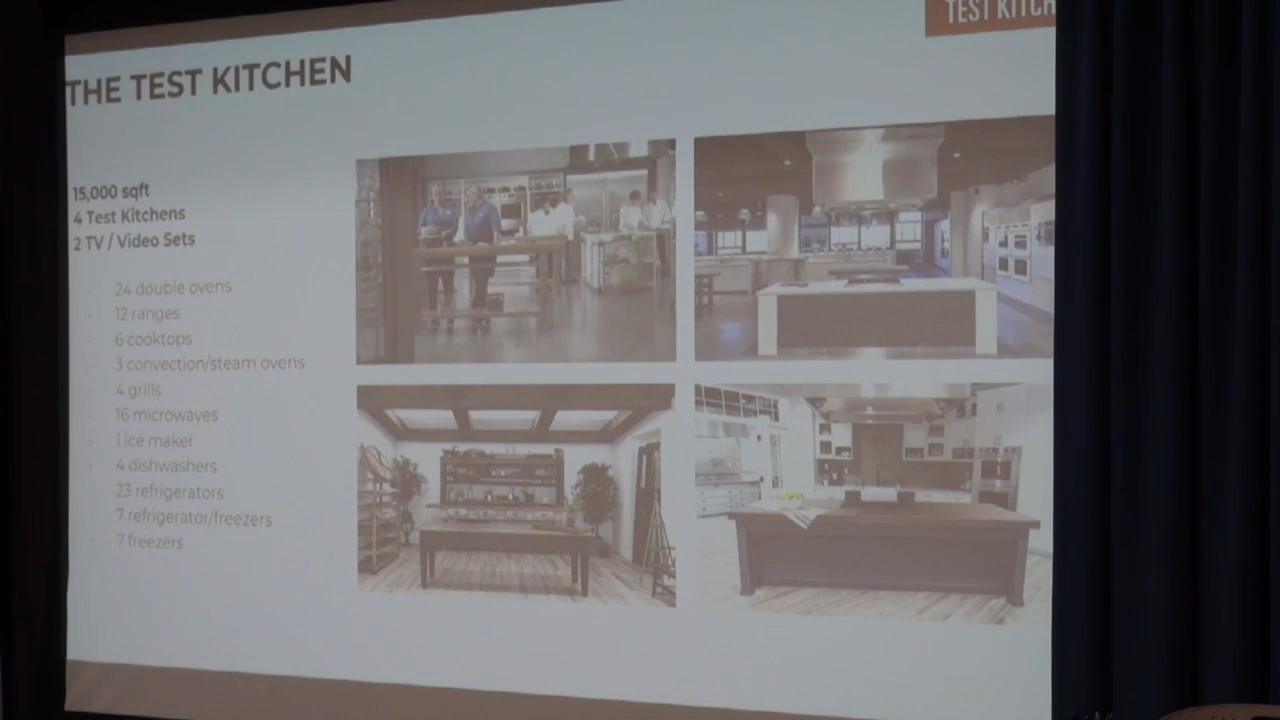 TEST KITCH
THE TEST KITCHEN
15,000 sqft
4 Test Kitchens
2 TV / Video Sets
- 24 double ovens
- 12 ranges
- 6 cooktops
- 3 convection/steam ovens
- 4 grills
- 16 microwaves
- 1 ice maker
- 4 dishwashers
- 23 refrigerators
- 7 refrigerator/freezers
- 7 freezers